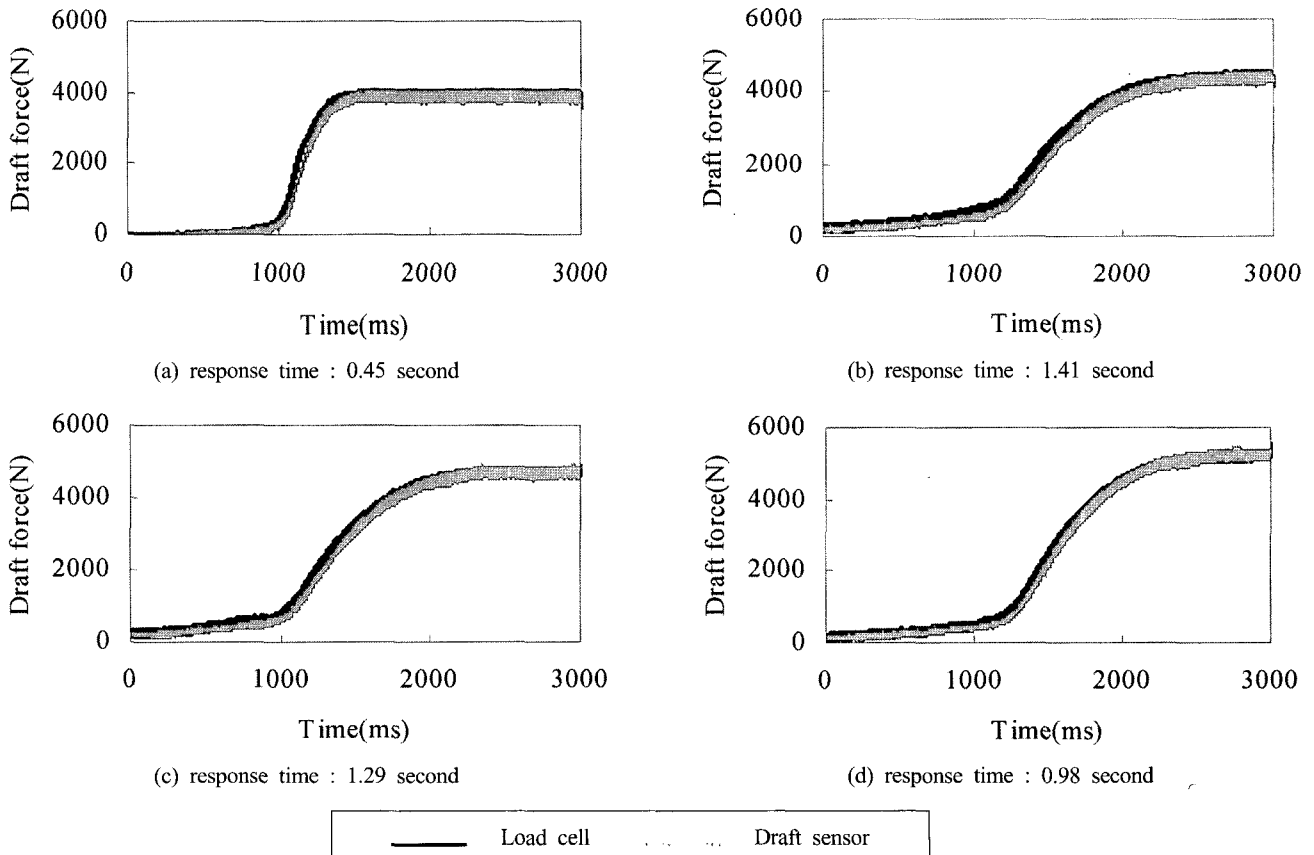 6000
4000
2000
0
Draft force(N)
0 1000 2000 3000
Time(ms)
(a) response time : 0.45 second
6000
4000
2000
0
Draft force(N)
0 1000 2000 3000
Time(ms)
(b) response time : 1.41 second
6000
4000
2000
0
Draft force(N)
0 1000 2000 3000
Time(ms)
(c) response time : 1.29 second
6000
4000
2000
0
Draft force(N)
0 1000 2000 3000
Time(ms)
(d) response time : 0.98 second
Load cell Draft sensor